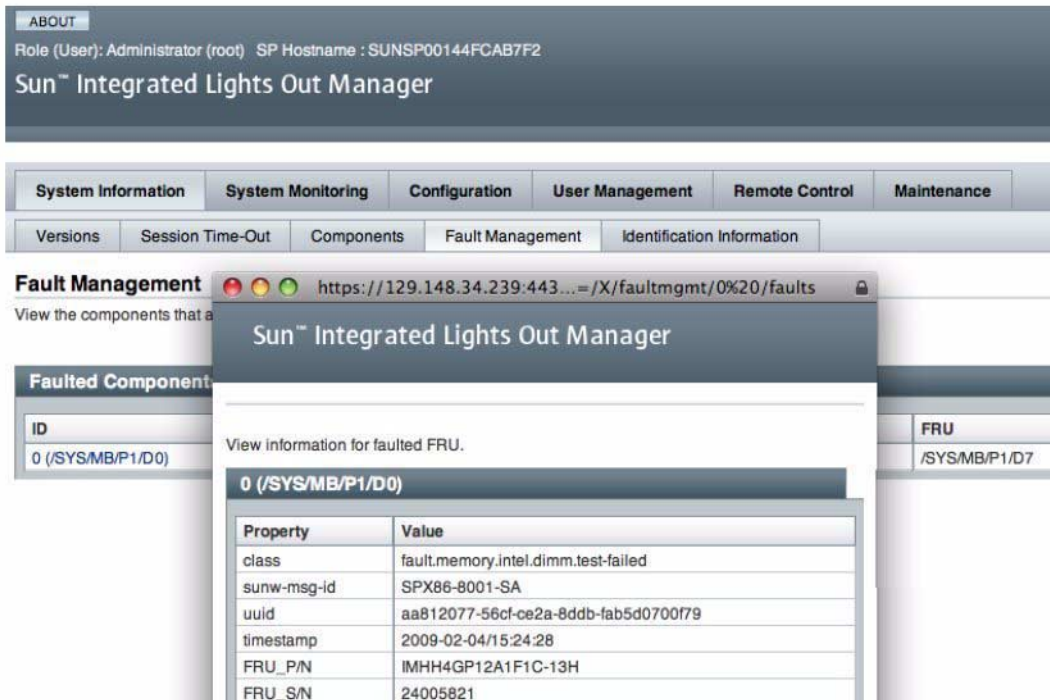 ABOUT
Role (User): Administrator (root) SP Hostname : SUNSP00144FCAB7F2
Sun™ Integrated Lights Out Manager
System Information System Monitoring Configuration User Management Remote Control Maintenance
Versions Session Time-Out Components Fault Management Identification Information
Fault Management
View the components that a
https://129.148.34.239:443...=/X/faultmgmt/0%20/faults
Sun™ Integrated Lights Out Manager
Faulted Component
ID FRU
0 (/SYS/MB/P1/D0) /SYS/MB/P1/D7
View information for faulted FRU.
0 (/SYS/MB/P1/D0)
Property Value
class fault.memory.intel.dimm.test-failed
sunw-msg-id SPX86-8001-SA
uuid aa812077-56cf-ce2a-8ddb-fab5d0700f79
timestamp 2009-02-04/15:24:28
FRU_P/N IMHH4GP12A1F1C-13H
FRU_S/N 24005821